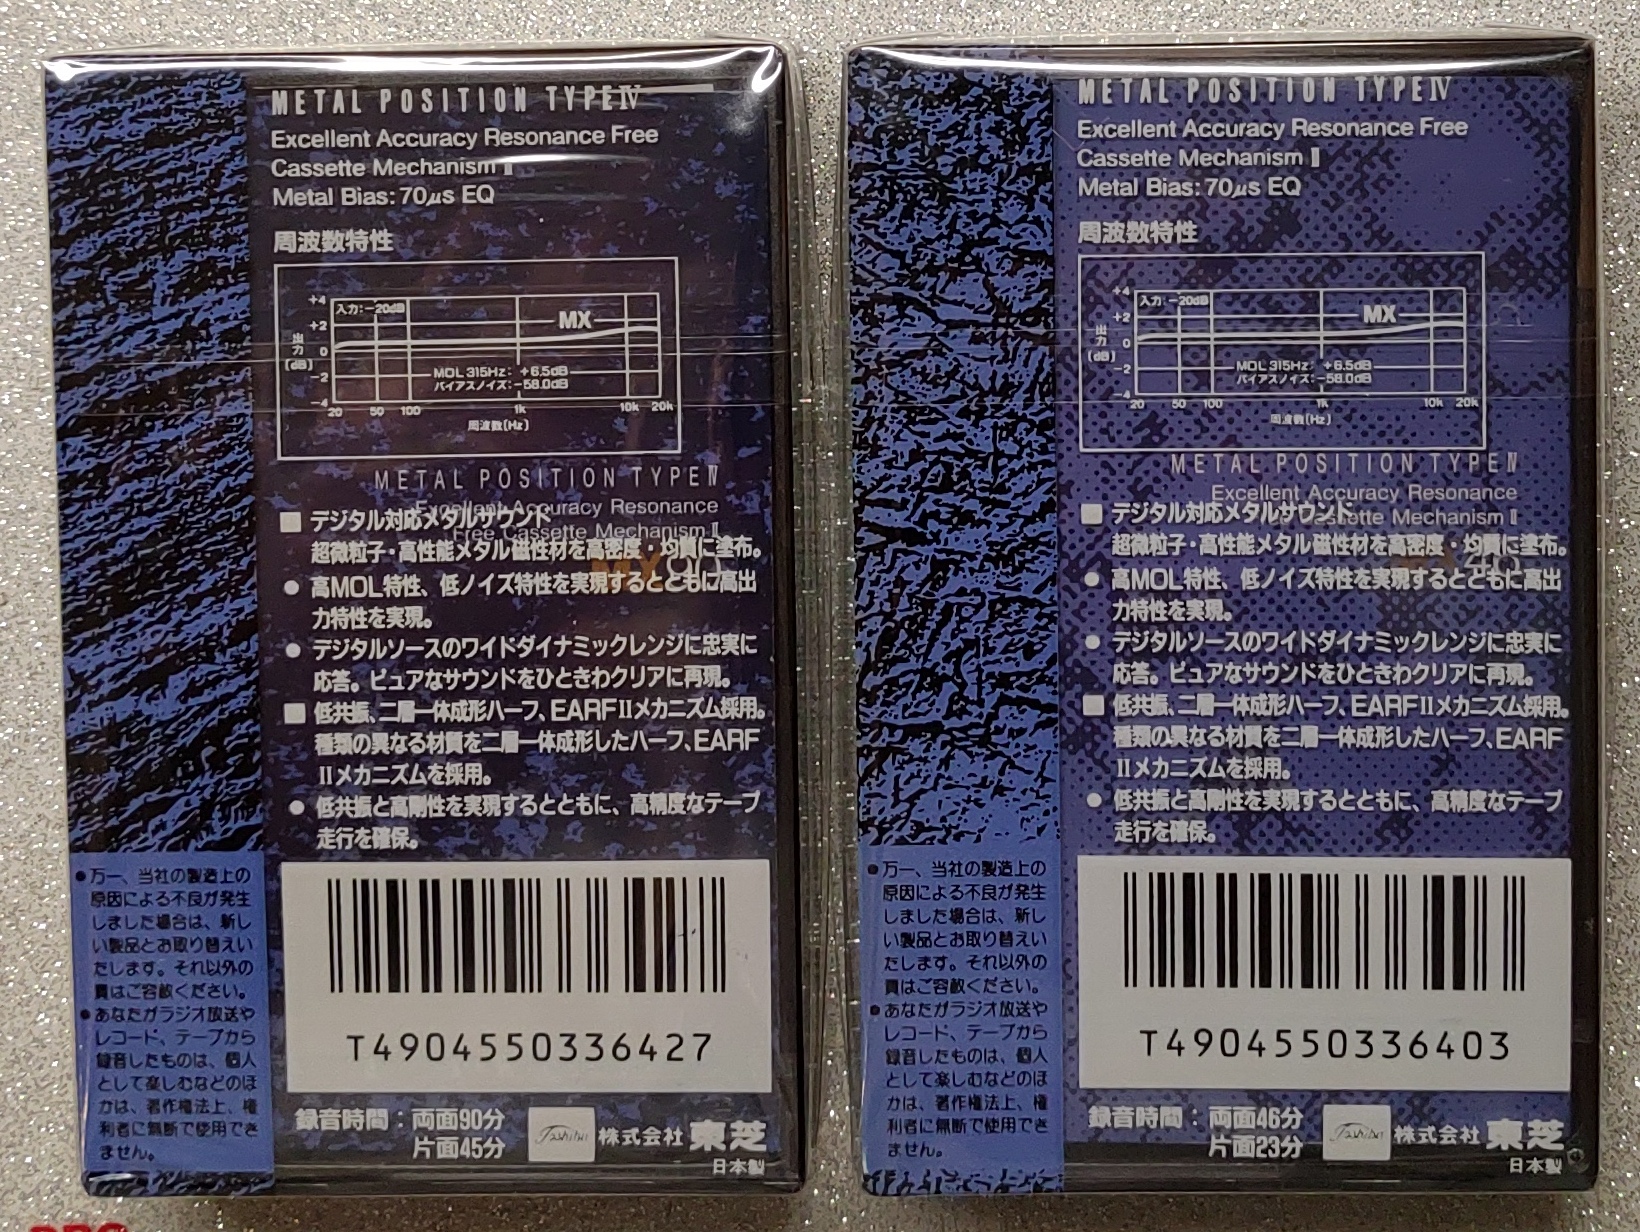 METAL POSITION TYPEⅣ
Excellent Accuracy Resonance Free
Cassette Mechanism Ⅱ
Metal Bias: 70μs EQ
周波数特性
+4
入力:−20dB
+2
MX
出力
0
(dB)
−2
MOL 315Hz: +6.5dB
バイアスノイズ:−58.0dB
−4
20 50 100 1k 10k 20k
周波数(Hz)
METAL POSITION TYPEⅣ
Excellent Accuracy Resonance
Free Cassette Mechanism Ⅱ
MX90
■ デジタル対応メタルサウンド
超微粒子・高性能メタル磁性材を高密度・均質に塗布。
● 高MOL特性、低ノイズ特性を実現するとともに高出
力特性を実現。
● デジタルソースのワイドダイナミックレンジに忠実に
応答。ピュアなサウンドをひときわクリアに再現。
■ 低共振、二層一体成形ハーフ、EARFⅡメカニズム採用。
種類の異なる材質を二層一体成形したハーフ、EARF
Ⅱメカニズムを採用。
● 低共振と高剛性を実現するとともに、高精度なテープ
走行を確保。
●万一、当社の製造上の
原因による不良が発生
しました場合は、新し
い製品とお取り替えい
たします。それ以外の
責はご容赦ください。
●あなたがラジオ放送や
レコード、テープから
録音したものは、個人
として楽しむなどのほ
かは、著作権法上、権
利者に無断で使用でき
ません。
T4904550336427
録音時間:両面90分
片面45分
Toshiba
株式会社 東芝
日本製
METAL POSITION TYPEⅣ
Excellent Accuracy Resonance Free
Cassette Mechanism Ⅱ
Metal Bias: 70μs EQ
周波数特性
+4
入力:−20dB
+2
MX
出力
0
(dB)
−2
MOL 315Hz: +6.5dB
バイアスノイズ:−58.0dB
−4
20 50 100 1k 10k 20k
周波数(Hz)
METAL POSITION TYPEⅣ
Excellent Accuracy Resonance
Free Cassette Mechanism Ⅱ
MX46
■ デジタル対応メタルサウンド
超微粒子・高性能メタル磁性材を高密度・均質に塗布。
● 高MOL特性、低ノイズ特性を実現するとともに高出
力特性を実現。
● デジタルソースのワイドダイナミックレンジに忠実に
応答。ピュアなサウンドをひときわクリアに再現。
■ 低共振、二層一体成形ハーフ、EARFⅡメカニズム採用。
種類の異なる材質を二層一体成形したハーフ、EARF
Ⅱメカニズムを採用。
● 低共振と高剛性を実現するとともに、高精度なテープ
走行を確保。
●万一、当社の製造上の
原因による不良が発生
しました場合は、新し
い製品とお取り替えい
たします。それ以外の
責はご容赦ください。
●あなたがラジオ放送や
レコード、テープから
録音したものは、個人
として楽しむなどのほ
かは、著作権法上、権
利者に無断で使用でき
ません。
T4904550336403
録音時間:両面46分
片面23分
Toshiba
株式会社 東芝
日本製